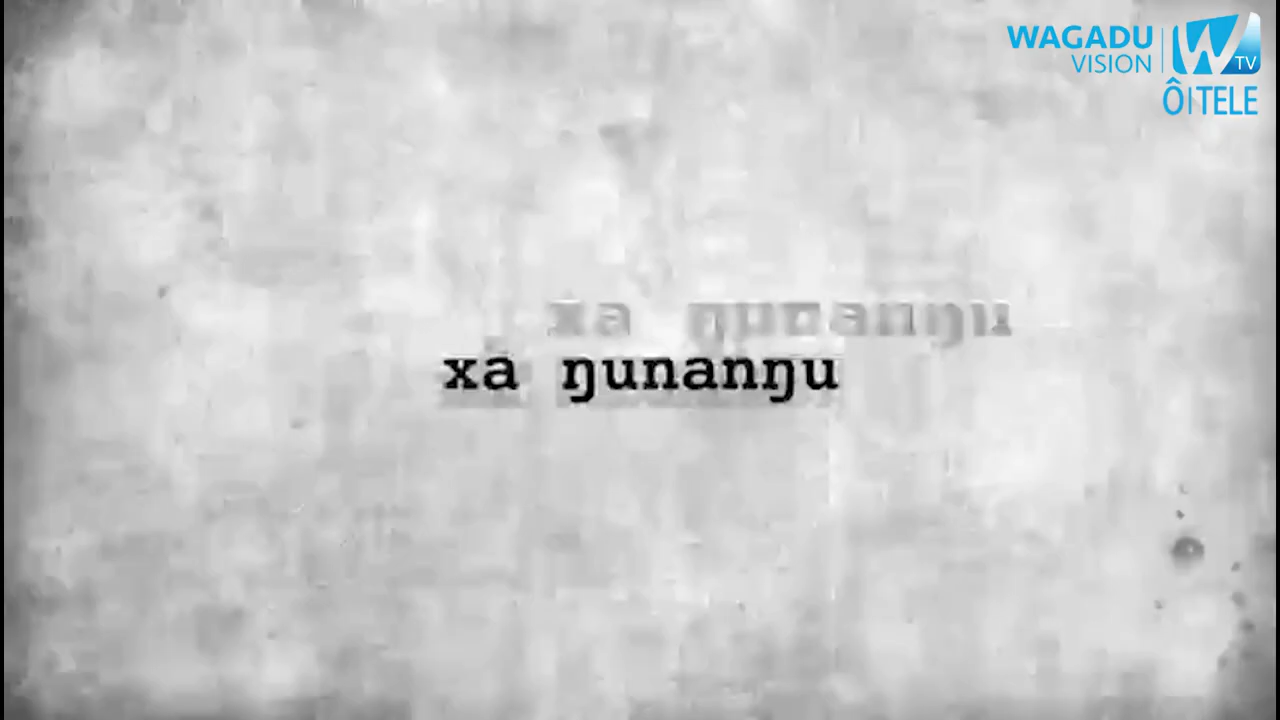 WAGADU
VISION
W TV
ÔITELE
xa ŋunanŋu
xa ŋunanŋu